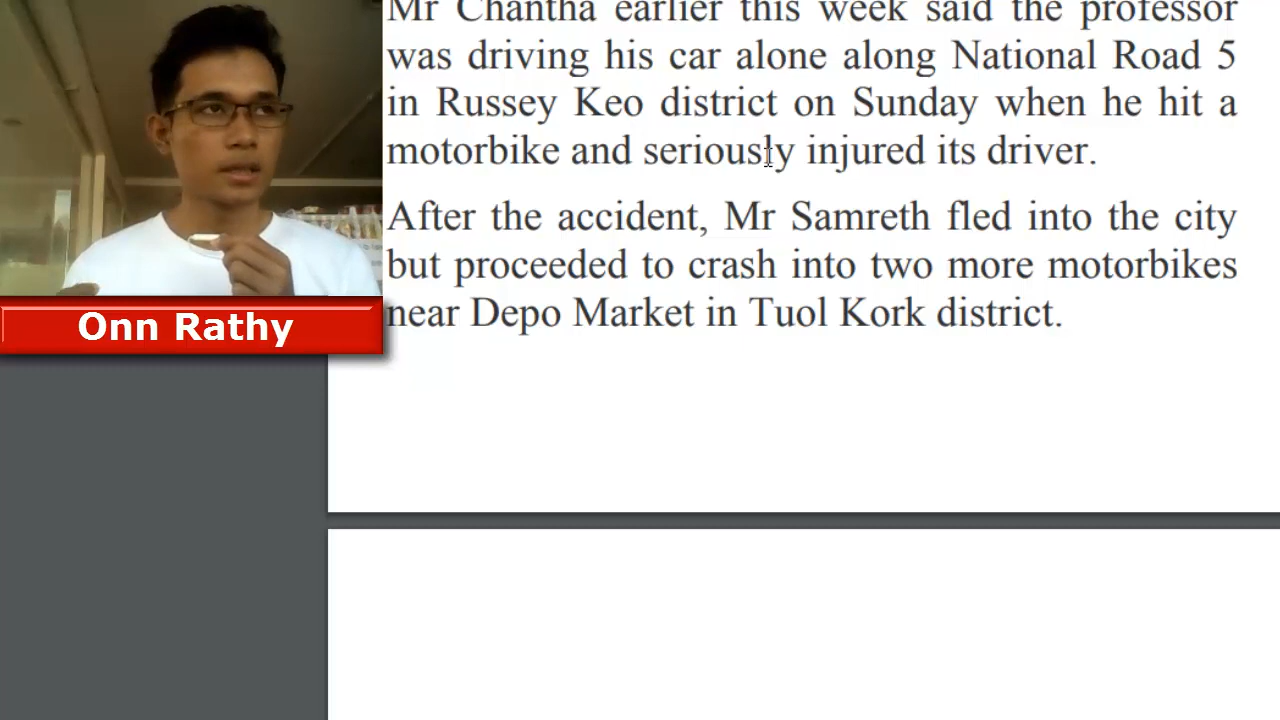 Mr Chantha earlier this week said the professor
was driving his car alone along National Road 5
in Russey Keo district on Sunday when he hit a
motorbike and seriously injured its driver.
After the accident, Mr Samreth fled into the city
but proceeded to crash into two more motorbikes
near Depo Market in Tuol Kork district.
Onn Rathy